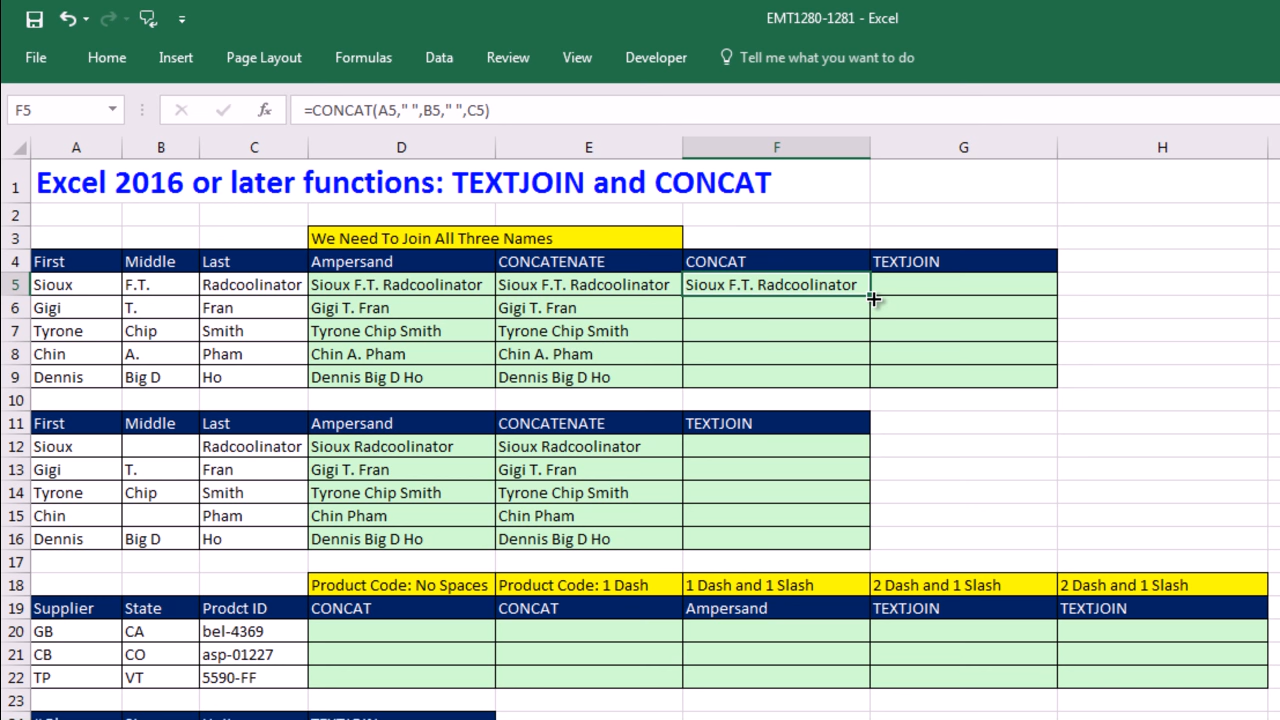 EMT1280-1281 - Excel
File Home Insert Page Layout Formulas Data Review View Developer Tell me what you want to do
F5 fx =CONCAT(A5," ",B5," ",C5)
A B C D E F G H
1 Excel 2016 or later functions: TEXTJOIN and CONCAT
2
3 We Need To Join All Three Names
4 First Middle Last Ampersand CONCATENATE CONCAT TEXTJOIN
5 Sioux F.T. Radcoolinator Sioux F.T. Radcoolinator Sioux F.T. Radcoolinator Sioux F.T. Radcoolinator
6 Gigi T. Fran Gigi T. Fran Gigi T. Fran
7 Tyrone Chip Smith Tyrone Chip Smith Tyrone Chip Smith
8 Chin A. Pham Chin A. Pham Chin A. Pham
9 Dennis Big D Ho Dennis Big D Ho Dennis Big D Ho
10
11 First Middle Last Ampersand CONCATENATE TEXTJOIN
12 Sioux Radcoolinator Sioux Radcoolinator Sioux Radcoolinator
13 Gigi T. Fran Gigi T. Fran Gigi T. Fran
14 Tyrone Chip Smith Tyrone Chip Smith Tyrone Chip Smith
15 Chin Pham Chin Pham Chin Pham
16 Dennis Big D Ho Dennis Big D Ho Dennis Big D Ho
17
18 Product Code: No Spaces Product Code: 1 Dash 1 Dash and 1 Slash 2 Dash and 1 Slash 2 Dash and 1 Slash
19 Supplier State Prodct ID CONCAT CONCAT Ampersand TEXTJOIN TEXTJOIN
20 GB CA bel-4369
21 CB CO asp-01227
22 TP VT 5590-FF
23